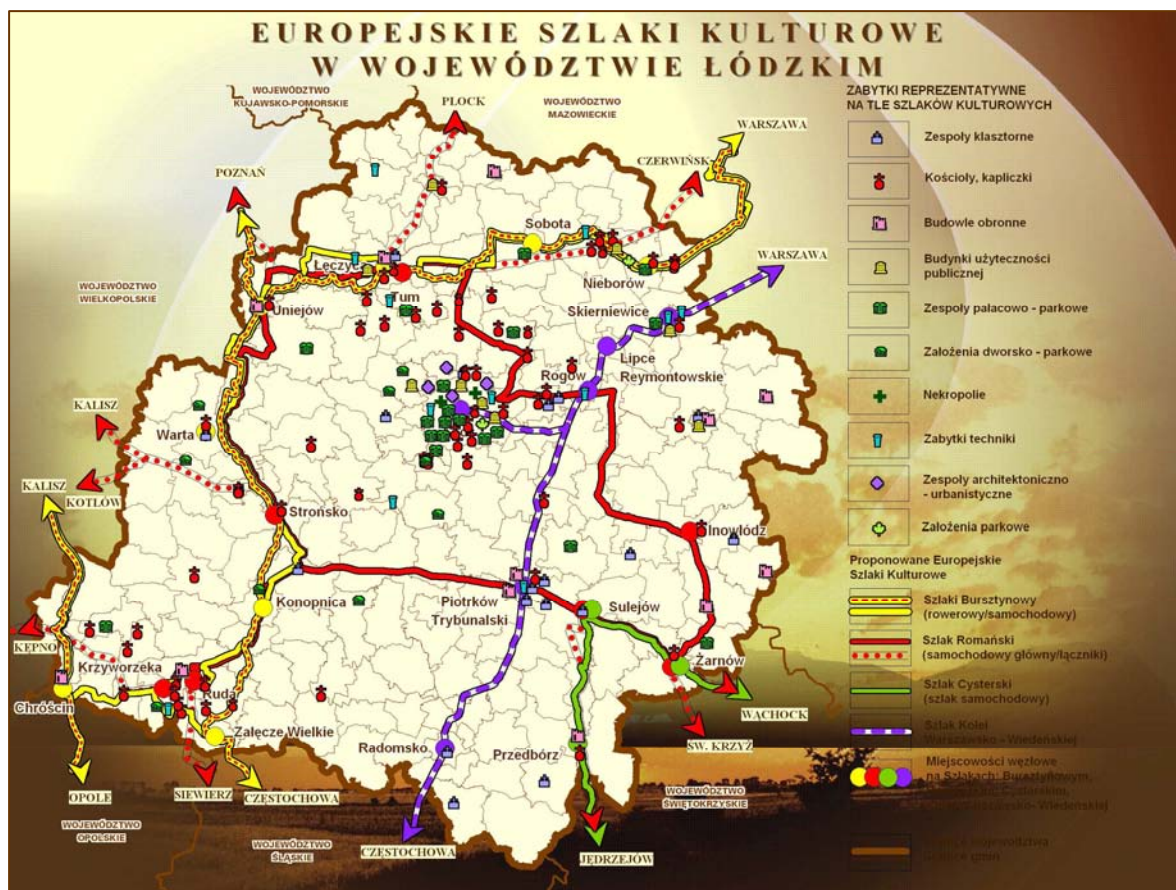 EUROPEJSKIE SZLAKI KULTUROWE
W WOJEWÓDZTWIE ŁÓDZKIM
WOJEWÓDZTWO
KUJAWSKO-POMORSKIE
PŁOCK
WOJEWÓDZTWO
MAZOWIECKIE
WARSZAWA
CZERWIŃSK
POZNAŃ
Sobota
WARSZAWA
WOJEWÓDZTWO
WIELKOPOLSKIE
Tum
Nieborów
Uniejów
Skierniewice
Lipce
Reymontowskie
Rogów
KALISZ
Warta
KALISZ
KOTŁÓW
Strońsko
Inowłódz
Konopnica
Piotrków
Trybunalski
Sulejów
KĘPNO
Krzyworzeka
Żarnów
Ruda
Chróścin
WĄCHOCK
Załęcze Wielkie
Radomsko
Przedbórz
ŚW. KRZYŻ
OPOLE
SIEWIERZ
CZĘSTOCHOWA
WOJEWÓDZTWO
ŚWIĘTOKRZYSKIE
WOJEWÓDZTWO
OPOLSKIE
WOJEWÓDZTWO
ŚLĄSKIE
CZĘSTOCHOWA
JĘDRZEJÓW
ZABYTKI REPREZENTATYWNE
NA TLE SZLAKÓW KULTUROWYCH
Zespoły klasztorne
Kościoły, kapliczki
Budowle obronne
Budynki użyteczności
publicznej
Zespoły pałacowo - parkowe
Założenia dworsko - parkowe
Nekropolie
Zabytki techniki
Zespoły architektoniczno
- urbanistyczne
Założenia parkowe
Proponowane Europejskie
Szlaki Kulturowe
Szlaki Bursztynowy
(rowerowy/samochodowy)
Szlak Romański
(samochodowy główny/łączniki)
Szlak Cysterski
(szlak samochodowy)
Szlak Kolei
Warszawsko - Wiedeńskiej
Miejscowości węzłowe
na Szlakach: Bursztynowym,
Cysterskim,
Wiedeńskiej